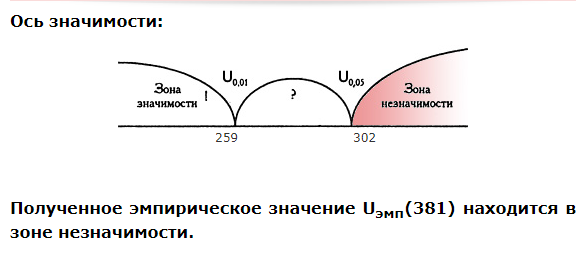 Ось значимости:
U0,01 U0,05
Зона ! ? Зона
значимости незначимости
259 302
Полученное эмпирическое значение Uэмп(381) находится в
зоне незначимости.